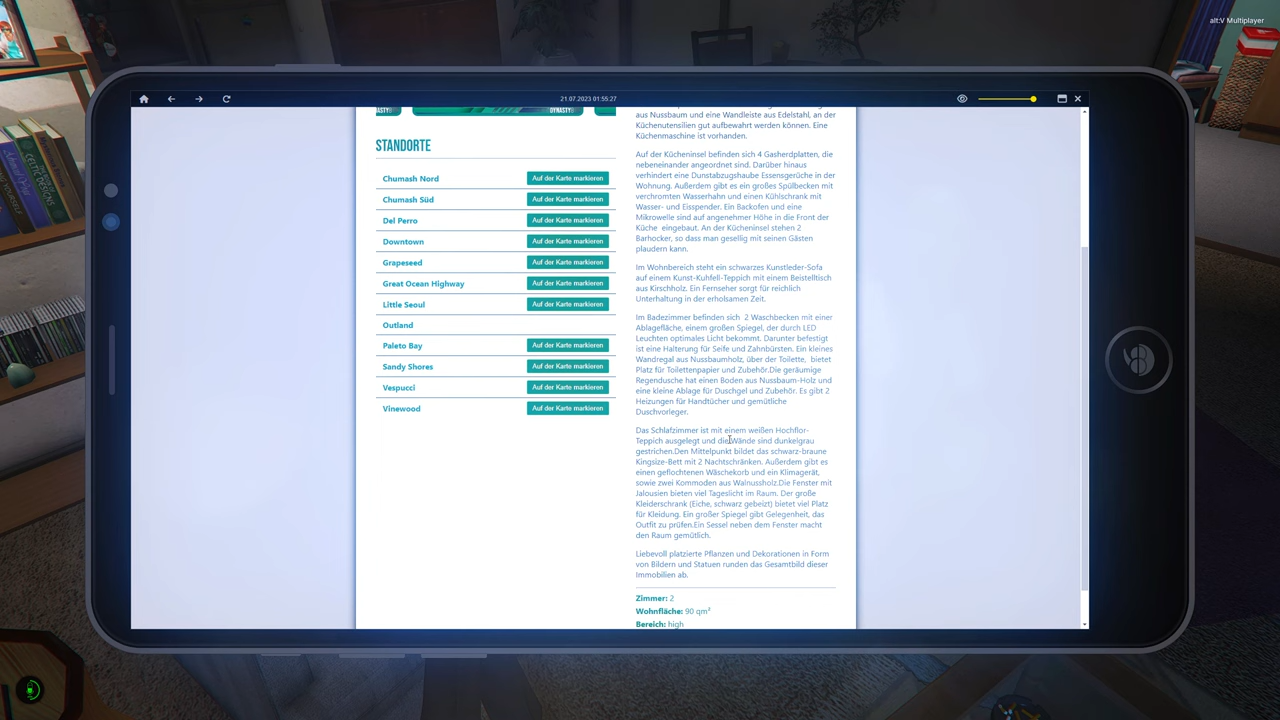 alt:V Multiplayer
21.07.2023 01:55:27
DYNASTY8
STANDORTE
Chumash Nord Auf der Karte markieren
Chumash Süd Auf der Karte markieren
Del Perro Auf der Karte markieren
Downtown Auf der Karte markieren
Grapeseed Auf der Karte markieren
Great Ocean Highway Auf der Karte markieren
Little Seoul Auf der Karte markieren
Outland
Paleto Bay Auf der Karte markieren
Sandy Shores Auf der Karte markieren
Vespucci Auf der Karte markieren
Vinewood Auf der Karte markieren
aus Nussbaum und eine Wandleiste aus Edelstahl, an der
Küchenutensilien gut aufbewahrt werden können. Eine
Küchenmaschine ist vorhanden.
Auf der Kücheninsel befinden sich 4 Gasherdplatten, die
nebeneinander angeordnet sind. Darüber hinaus
verhindert eine Dunstabzugshaube Essensgerüche in der
Wohnung. Außerdem gibt es ein großes Spülbecken mit
verchromten Wasserhahn und einen Kühlschrank mit
Wasser- und Eisspender. Ein Backofen und eine
Mikrowelle sind auf angenehmer Höhe in die Front der
Küche eingebaut. An der Kücheninsel stehen 2
Barhocker, so dass man gesellig mit seinen Gästen
plaudern kann.
Im Wohnbereich steht ein schwarzes Kunstleder-Sofa
auf einem Kunst-Kuhfell-Teppich mit einem Beistelltisch
aus Kirschholz. Ein Fernseher sorgt für reichlich
Unterhaltung in der erholsamen Zeit.
Im Badezimmer befinden sich 2 Waschbecken mit einer
Ablagefläche, einem großen Spiegel, der durch LED
Leuchten optimales Licht bekommt. Darunter befestigt
ist eine Halterung für Seife und Zahnbürsten. Ein kleines
Wandregal aus Nussbaumholz, über der Toilette, bietet
Platz für Toilettenpapier und Zubehör.Die geräumige
Regendusche hat einen Boden aus Nussbaum-Holz und
eine kleine Ablage für Duschgel und Zubehör. Es gibt 2
Heizungen für Handtücher und gemütliche
Duschvorleger.
Das Schlafzimmer ist mit einem weißen Hochflor-
Teppich ausgelegt und die Wände sind dunkelgrau
gestrichen.Den Mittelpunkt bildet das schwarz-braune
Kingsize-Bett mit 2 Nachtschränken. Außerdem gibt es
einen geflochtenen Wäschekorb und ein Klimagerät,
sowie zwei Kommoden aus Walnussholz.Die Fenster mit
Jalousien bieten viel Tageslicht im Raum. Der große
Kleiderschrank (Eiche, schwarz gebeizt) bietet viel Platz
für Kleidung. Ein großer Spiegel gibt Gelegenheit, das
Outfit zu prüfen.Ein Sessel neben dem Fenster macht
den Raum gemütlich.
Liebevoll platzierte Pflanzen und Dekorationen in Form
von Bildern und Statuen runden das Gesamtbild dieser
Immobilien ab.
Zimmer: 2
Wohnfläche: 90 qm²
Bereich: high